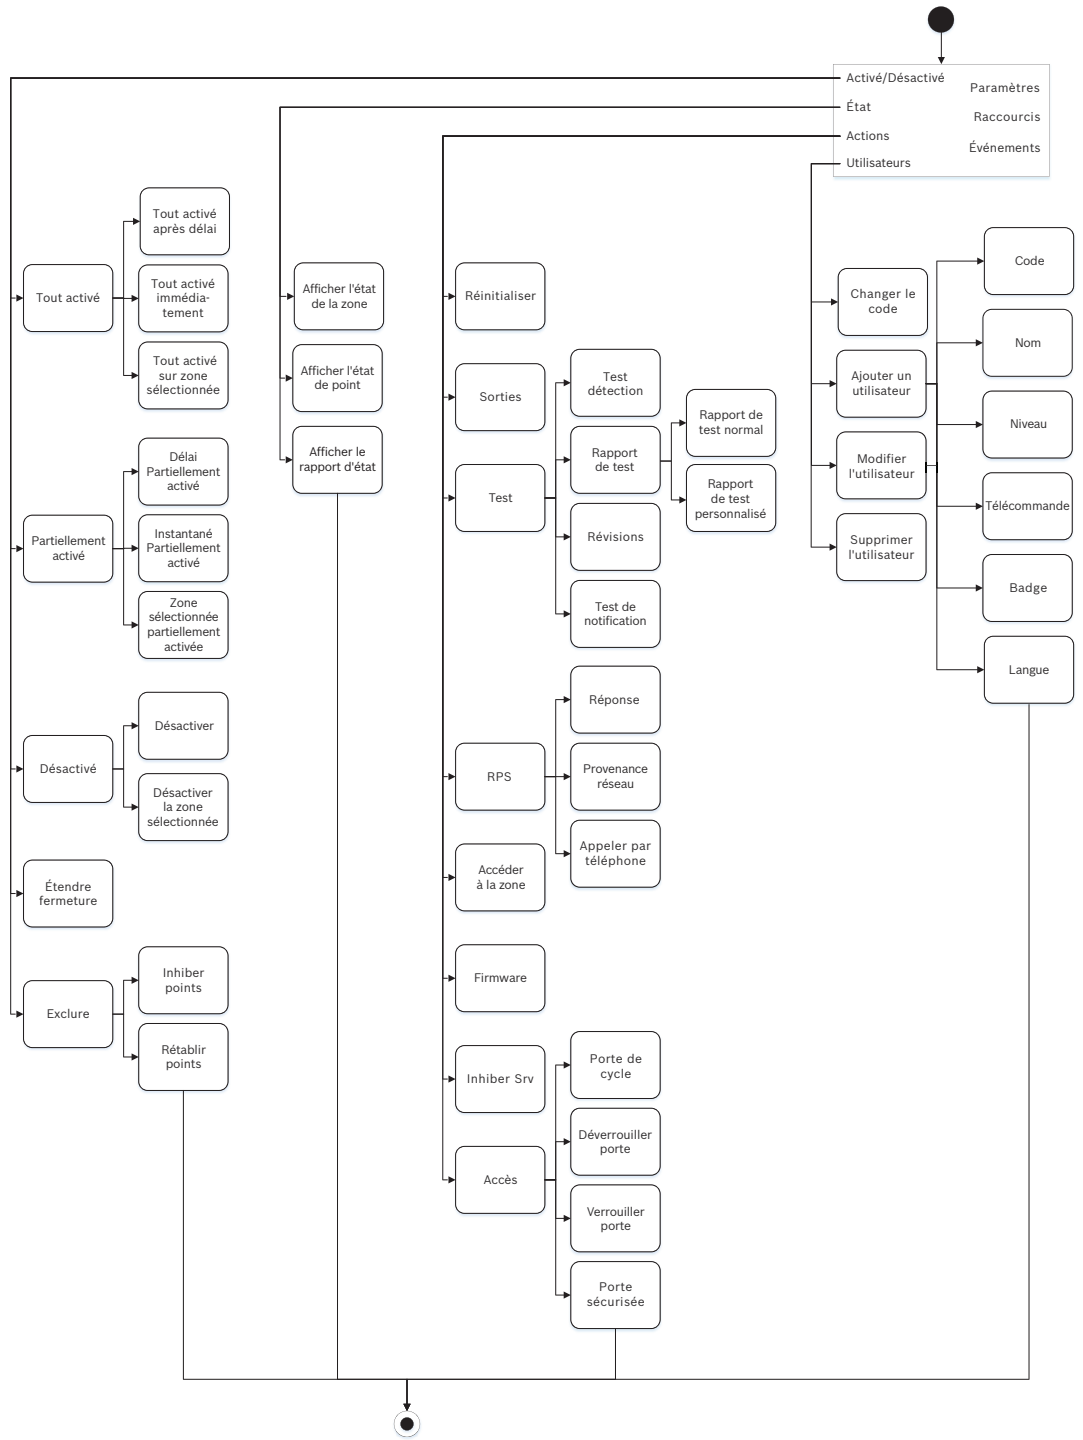 Activé/Désactivé
État
Actions
Utilisateurs
Paramètres
Raccourcis
Événements
Tout activé
Tout activé
après délai
Tout activé
immédia-
tement
Tout activé
sur zone
sélectionnée
Partiellement
activé
Délai
Partiellement
activé
Instantané
Partiellement
activé
Zone
sélectionnée
partiellement
activée
Désactivé
Désactiver
Désactiver
la zone
sélectionnée
Étendre
fermeture
Exclure
Inhiber
points
Rétablir
points
Afficher l'état
de la zone
Afficher l'état
de point
Afficher le
rapport d'état
Réinitialiser
Sorties
Test
Test
détection
Rapport
de test
Rapport de
test normal
Rapport
de test
personnalisé
Révisions
Test de
notification
RPS
Réponse
Provenance
réseau
Appeler par
téléphone
Accéder
à la zone
Firmware
Inhiber Srv
Accès
Porte de
cycle
Déverrouiller
porte
Verrouiller
porte
Porte
sécurisée
Changer le
code
Ajouter un
utilisateur
Modifier
l'utilisateur
Supprimer
l'utilisateur
Code
Nom
Niveau
Télécommande
Badge
Langue